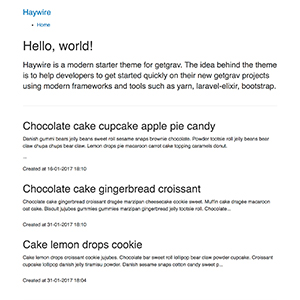 Haywire
Home
Hello, world!
Haywire is a modern starter theme for getgrav. The idea behind the theme
is to help developers to get started quickly on their new getgrav projects
using modern frameworks and tools such as yarn, laravel-elixir, bootstrap.
Chocolate cake cupcake apple pie candy
Danish gummi bears jelly beans sweet roll sesame snaps brownie chocolate. Powder tootsie roll jelly beans bear
claw chupa chups bear claw. Lemon drops pie macaroon carrot cake topping caramels donut.
...
Created at 16-01-2017 18:10
Chocolate cake gingerbread croissant
Chocolate cake gingerbread croissant dragée marzipan cheesecake cookie sweet. Muffin cake dragée macaroon
oat cake. Biscuit jujubes gummies gummies marzipan gingerbread jelly tootsie roll. Chocolate...
Created at 31-01-2017 18:10
Cake lemon drops cookie
Cake lemon drops croissant cookie jujubes. Chocolate bar sweet roll lollipop bear claw powder cupcake. Croissant
cupcake lollipop danish jelly tiramisu powder. Danish sesame snaps cotton candy sweet p...
Created at 31-01-2017 18:04